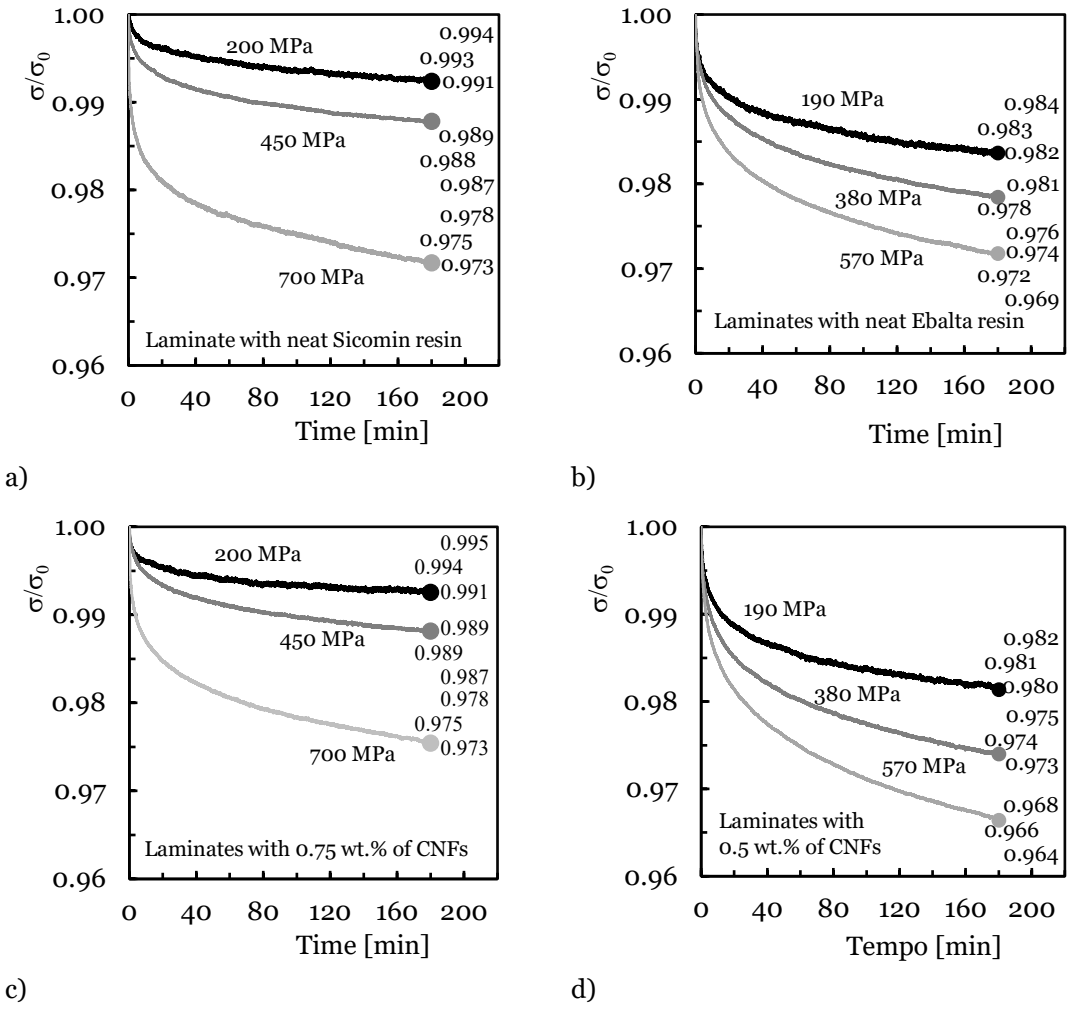 1.00
0.99
0.98
0.97
0.96
σ/σ0
200 MPa
450 MPa
700 MPa
0.994
0.993
0.991
0.989
0.988
0.987
0.978
0.975
0.973
Laminate with neat Sicomin resin
0 40 80 120 160 200
Time [min]
a)
1.00
0.99
0.98
0.97
0.96
σ/σ0
190 MPa
380 MPa
570 MPa
0.984
0.983
0.982
0.981
0.978
0.976
0.974
0.972
0.969
Laminates with neat Ebalta resin
0 40 80 120 160 200
Time [min]
b)
1.00
0.99
0.98
0.97
0.96
σ/σ0
200 MPa
450 MPa
700 MPa
0.995
0.994
0.991
0.989
0.989
0.987
0.978
0.975
0.973
Laminates with 0.75 wt.% of CNFs
0 40 80 120 160 200
Time [min]
c)
1.00
0.99
0.98
0.97
0.96
σ/σ0
190 MPa
380 MPa
570 MPa
0.982
0.981
0.980
0.975
0.974
0.973
0.968
0.966
0.964
Laminates with
0.5 wt.% of CNFs
0 40 80 120 160 200
Tempo [min]
d)